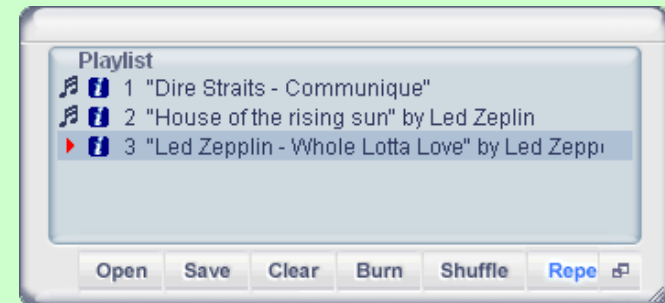 Playlist
1 "Dire Straits - Communique"
2 "House of the rising sun" by Led Zeplin
3 "Led Zepplin - Whole Lotta Love" by Led Zepp
Open Save Clear Burn Shuffle Repe